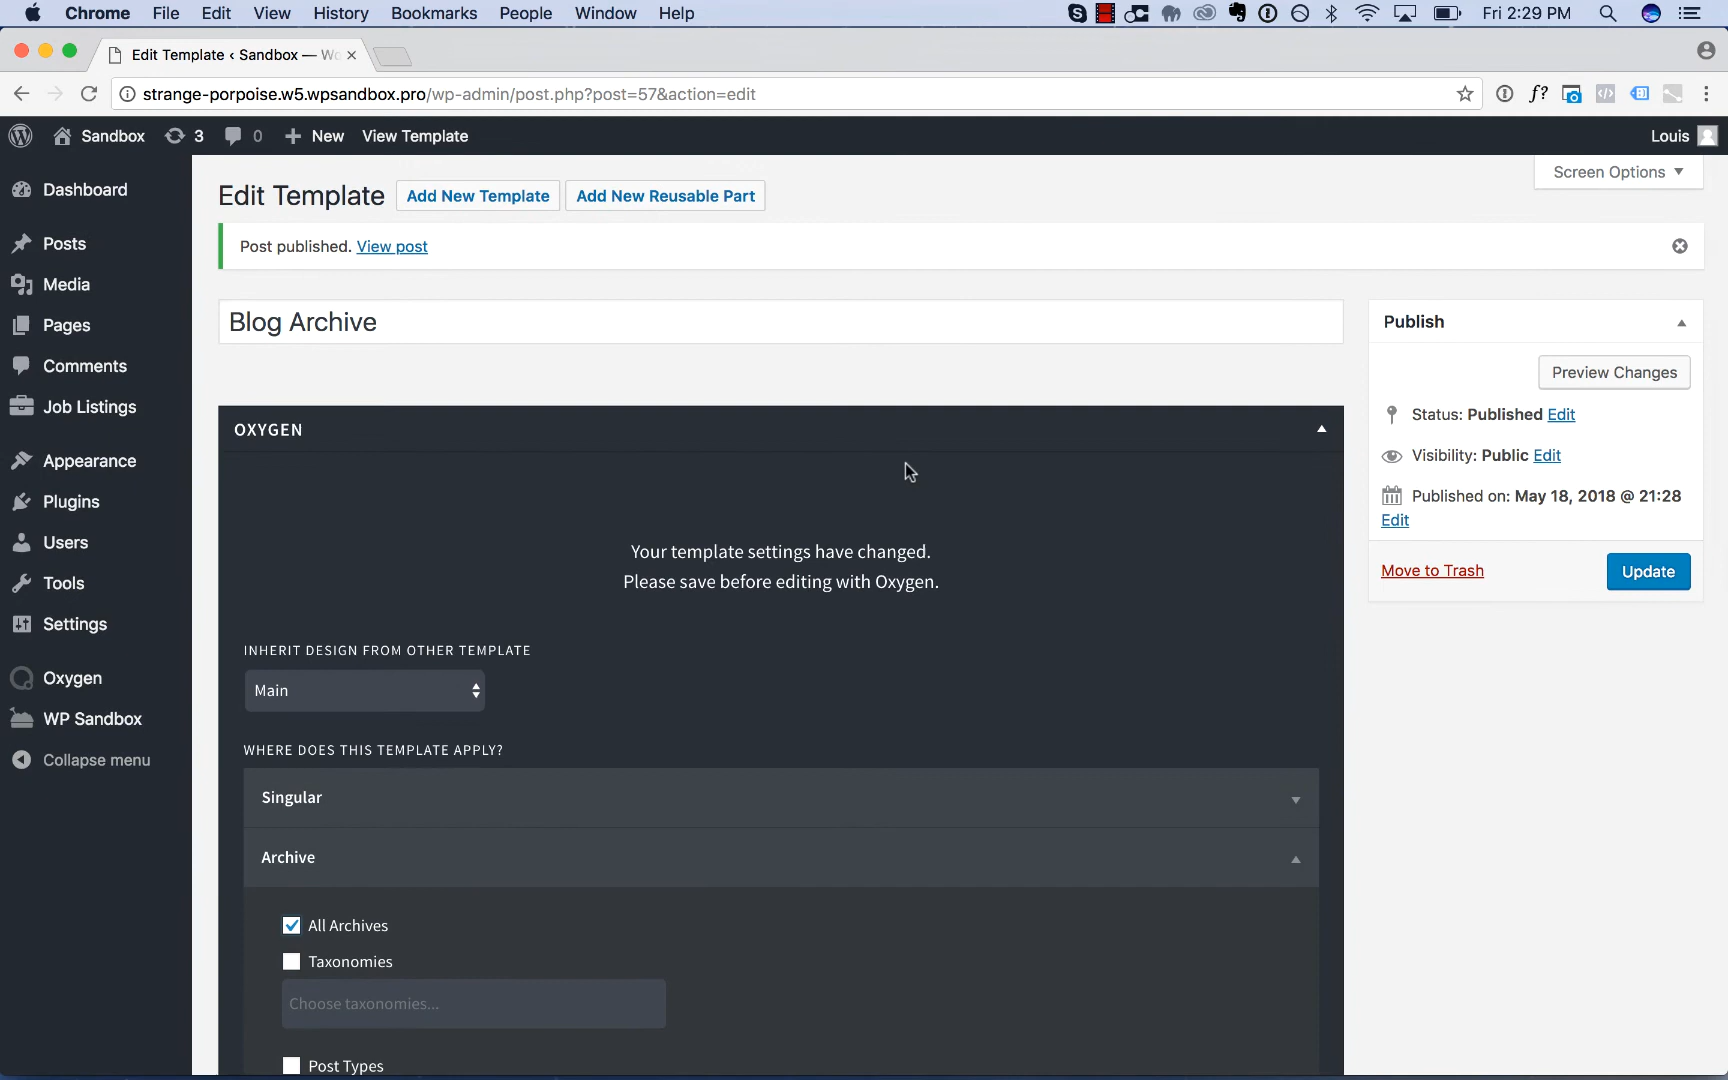 Chrome File Edit View History Bookmarks People Window Help
Fri 2:29 PM
Edit Template ‹ Sandbox — Wo
strange-porpoise.w5.wpsandbox.pro/wp-admin/post.php?post=57&action=edit
f?
Sandbox 3 0 New View Template
Louis
Dashboard
Posts
Media
Pages
Comments
Job Listings
Appearance
Plugins
Users
Tools
Settings
Oxygen
WP Sandbox
Collapse menu
Screen Options
Edit Template Add New Template Add New Reusable Part
Post published. View post
Blog Archive
OXYGEN
Your template settings have changed.
Please save before editing with Oxygen.
INHERIT DESIGN FROM OTHER TEMPLATE
Main
WHERE DOES THIS TEMPLATE APPLY?
Singular
Archive
All Archives
Taxonomies
Choose taxonomies...
Post Types
Publish
Preview Changes
Status: Published Edit
Visibility: Public Edit
Published on: May 18, 2018 @ 21:28
Edit
Move to Trash
Update